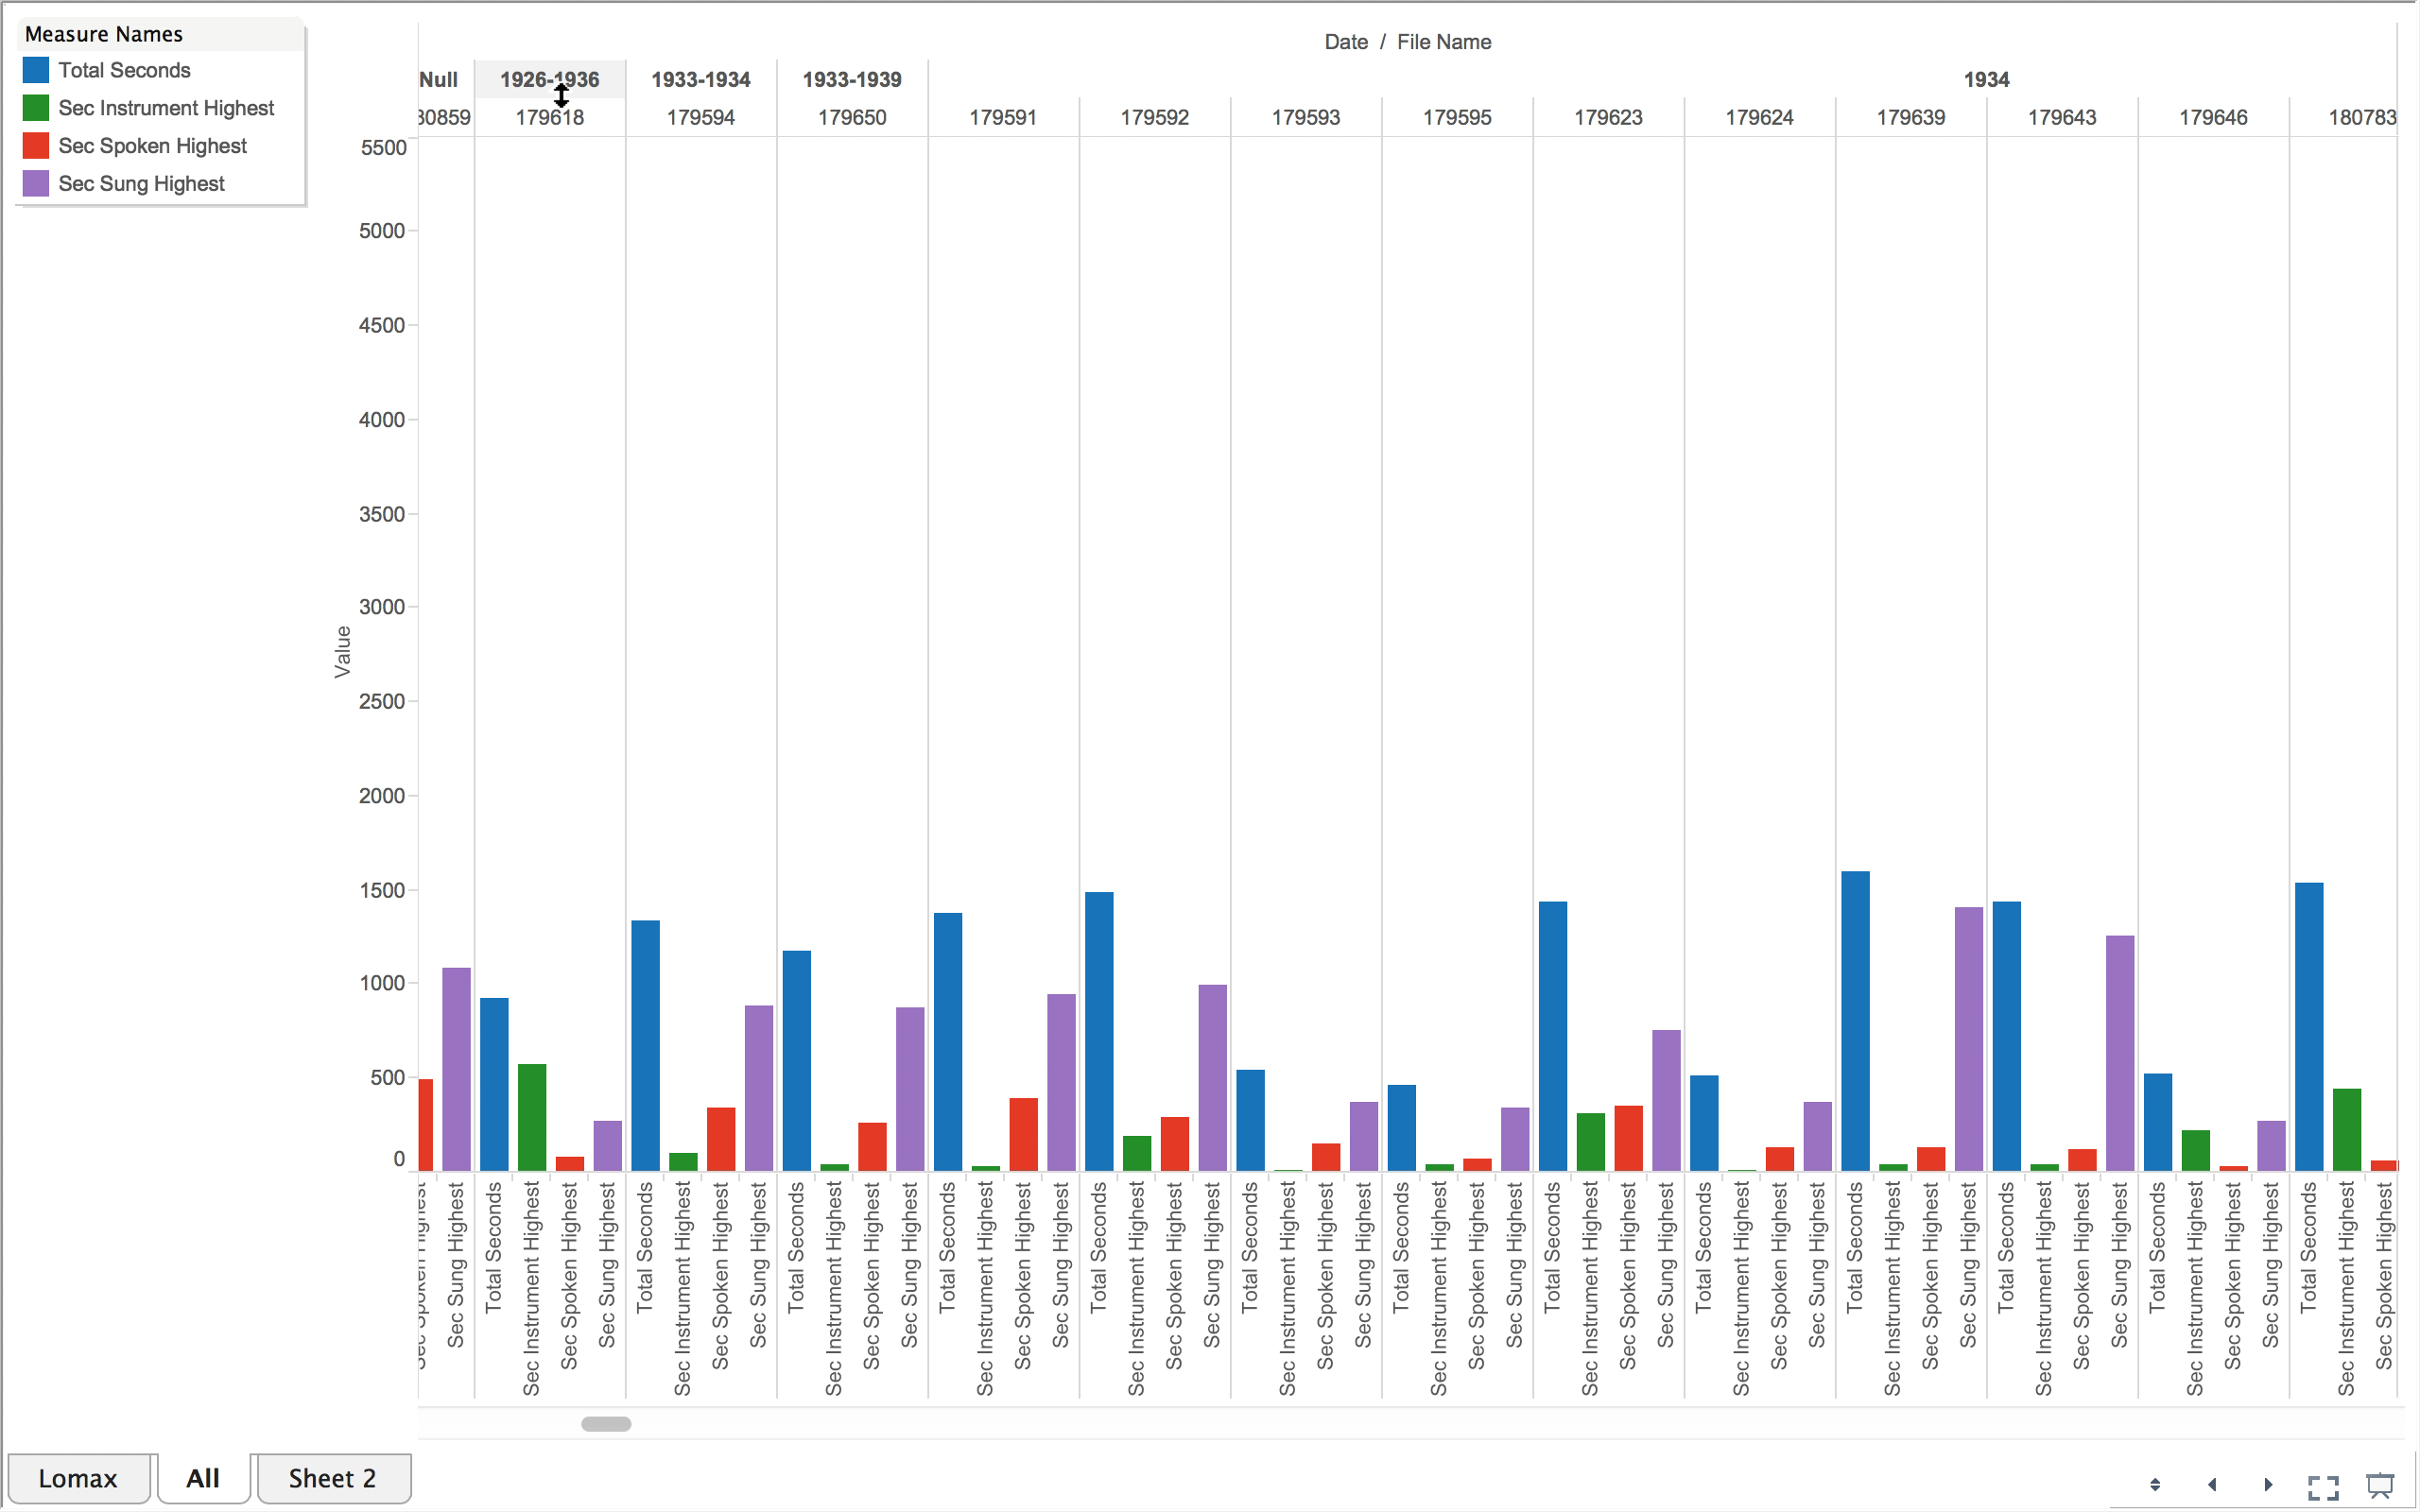 Measure Names
Total Seconds
Sec Instrument Highest
Sec Spoken Highest
Sec Sung Highest
Date / File Name
Null 1926-1936 1933-1934 1933-1939 1934
30859 179618 179594 179650 179591 179592 179593 179595 179623 179624 179639 179643 179646 180783
5500
5000
4500
4000
3500
3000
2500
2000
1500
1000
500
0
Value
Sec Spoken Highest
Sec Sung Highest
Total Seconds
Sec Instrument Highest
Sec Spoken Highest
Sec Sung Highest
Total Seconds
Sec Instrument Highest
Sec Spoken Highest
Sec Sung Highest
Total Seconds
Sec Instrument Highest
Sec Spoken Highest
Sec Sung Highest
Total Seconds
Sec Instrument Highest
Sec Spoken Highest
Sec Sung Highest
Total Seconds
Sec Instrument Highest
Sec Spoken Highest
Sec Sung Highest
Total Seconds
Sec Instrument Highest
Sec Spoken Highest
Sec Sung Highest
Total Seconds
Sec Instrument Highest
Sec Spoken Highest
Sec Sung Highest
Total Seconds
Sec Instrument Highest
Sec Spoken Highest
Sec Sung Highest
Total Seconds
Sec Instrument Highest
Sec Spoken Highest
Sec Sung Highest
Total Seconds
Sec Instrument Highest
Sec Spoken Highest
Sec Sung Highest
Total Seconds
Sec Instrument Highest
Sec Spoken Highest
Sec Sung Highest
Total Seconds
Sec Instrument Highest
Sec Spoken Highest
Sec Sung Highest
Total Seconds
Sec Instrument Highest
Sec Spoken Highest
Lomax All Sheet 2